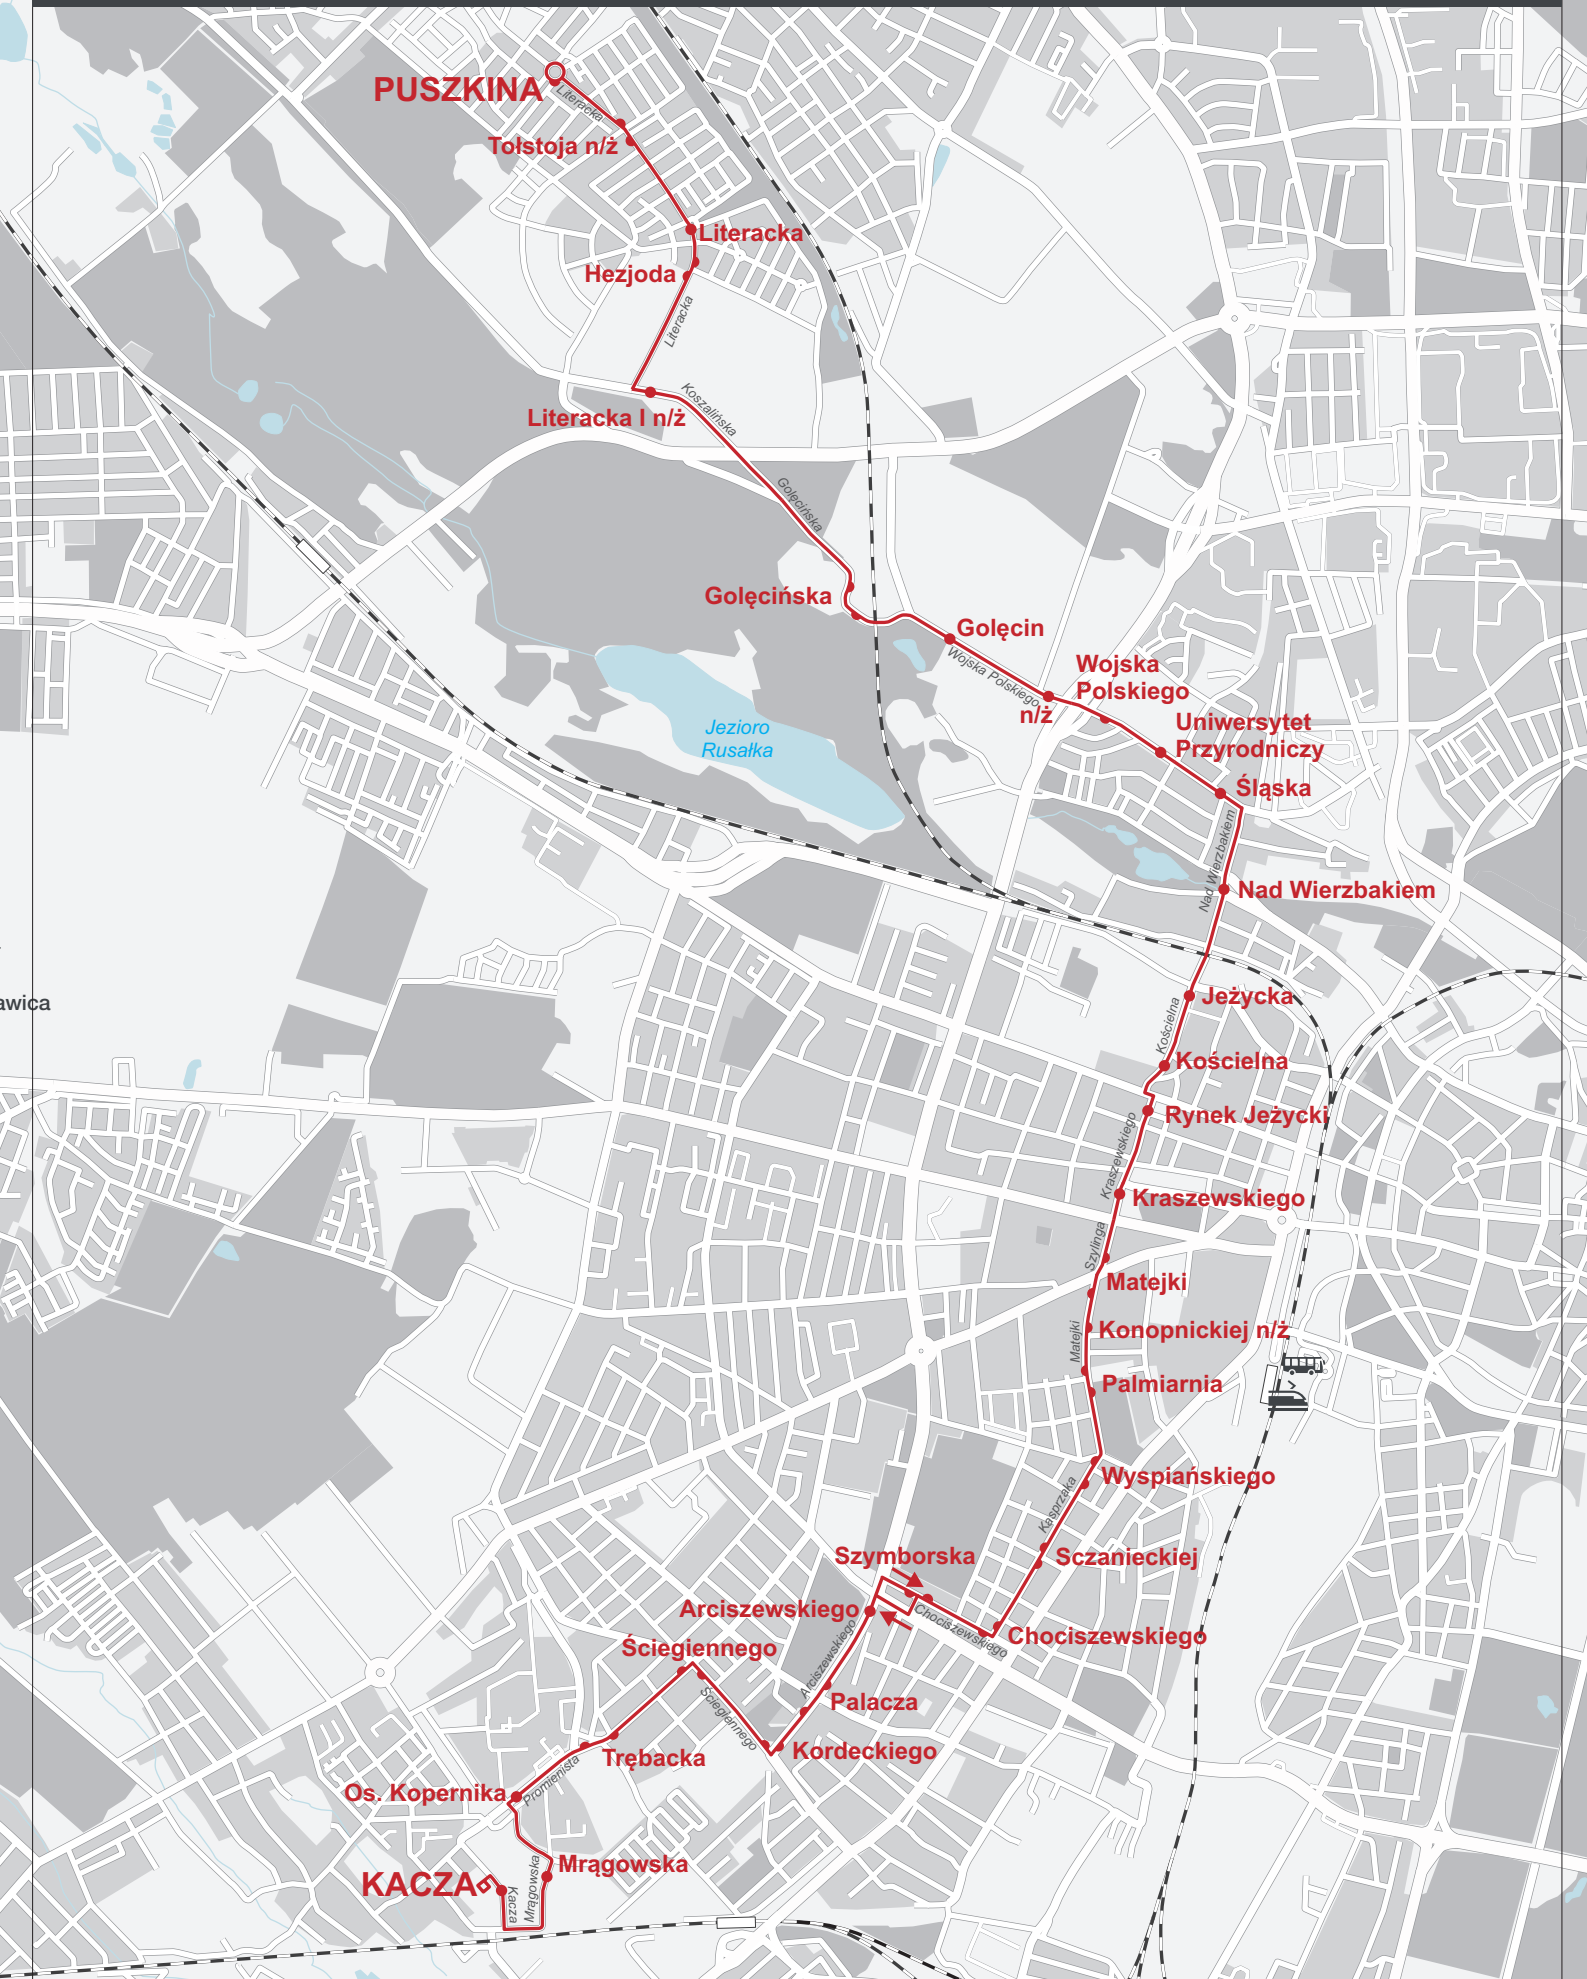 PUSZKINA
Literacka
Tołstoja n/ż
Literacka
Hezjoda
Literacka
Koszalińska
Literacka I n/ż
Golęcińska
Golęcińska
Golęcin
Wojska Polskiego
Wojska
Polskiego
n/ż
Uniwersytet
Przyrodniczy
Jezioro
Rusałka
Śląska
Nad Wierzbakiem
Nad Wierzbakiem
awica
Jeżycka
Kościelna
Kościelna
Rynek Jeżycki
Kraszewskiego
Kraszewskiego
Szylinga
Matejki
Matejki
Konopnickiej n/ż
Palmiarnia
Wyspiańskiego
Kasprzaka
Sczanieckiej
Szymborska
Arciszewskiego
Chociszewskiego
Chociszewskiego
Ściegiennego
Arciszewskiego
Ściegiennego
Palacza
Kordeckiego
Trębacka
Promienista
Os. Kopernika
Mrągowska
KACZA
Kacza
Mrągowska